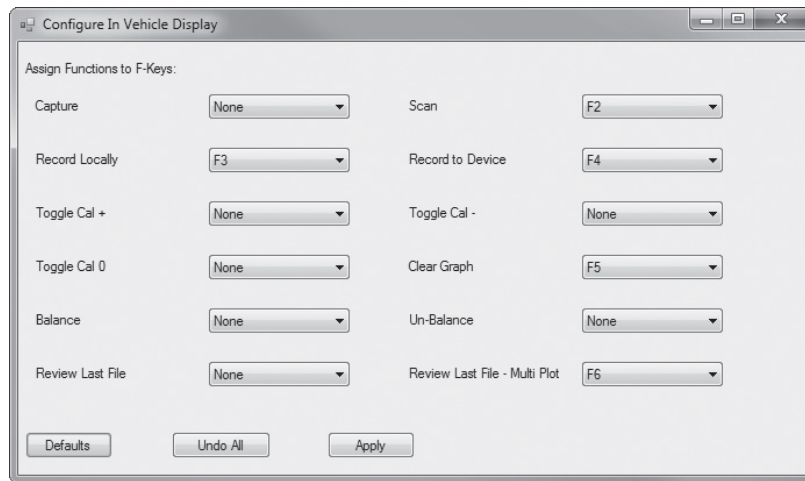 Configure In Vehicle Display
Assign Functions to F-Keys:
Capture None Scan F2
Record Locally F3 Record to Device F4
Toggle Cal + None Toggle Cal - None
Toggle Cal 0 None Clear Graph F5
Balance None Un-Balance None
Review Last File None Review Last File - Multi Plot F6
Defaults Undo All Apply